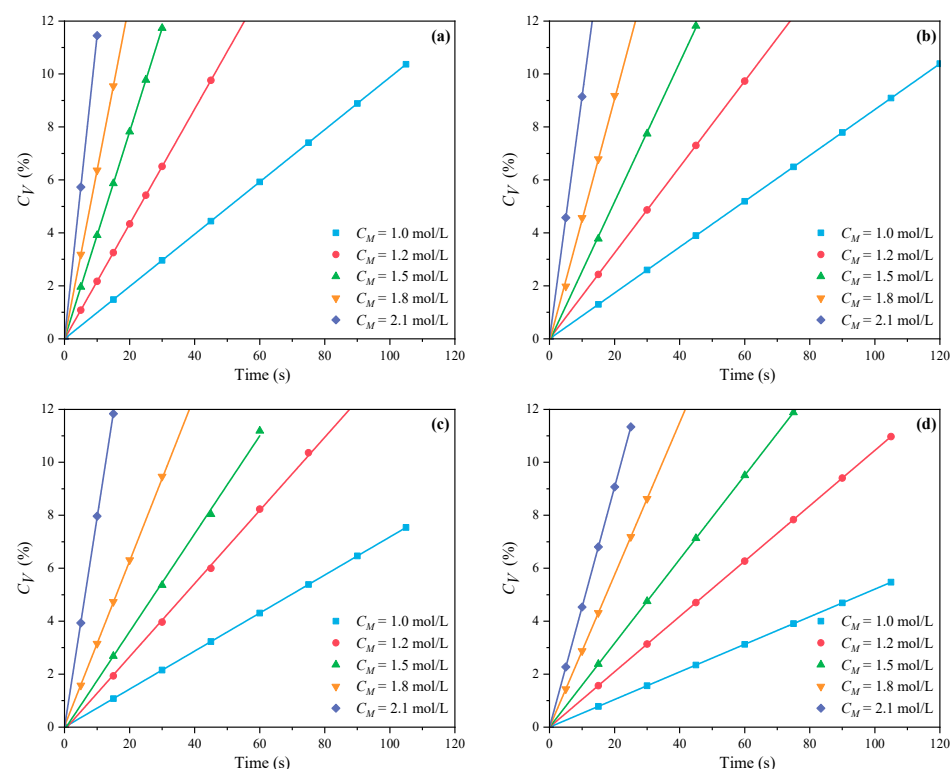 (a)
C_V (%)
12
10
8
6
4
2
0
C_M = 1.0 mol/L
C_M = 1.2 mol/L
C_M = 1.5 mol/L
C_M = 1.8 mol/L
C_M = 2.1 mol/L
0 20 40 60 80 100 120
Time (s)
(b)
C_V (%)
12
10
8
6
4
2
0
C_M = 1.0 mol/L
C_M = 1.2 mol/L
C_M = 1.5 mol/L
C_M = 1.8 mol/L
C_M = 2.1 mol/L
0 20 40 60 80 100 120
Time (s)
(c)
C_V (%)
12
10
8
6
4
2
0
C_M = 1.0 mol/L
C_M = 1.2 mol/L
C_M = 1.5 mol/L
C_M = 1.8 mol/L
C_M = 2.1 mol/L
0 20 40 60 80 100 120
Time (s)
(d)
C_V (%)
12
10
8
6
4
2
0
C_M = 1.0 mol/L
C_M = 1.2 mol/L
C_M = 1.5 mol/L
C_M = 1.8 mol/L
C_M = 2.1 mol/L
0 20 40 60 80 100 120
Time (s)